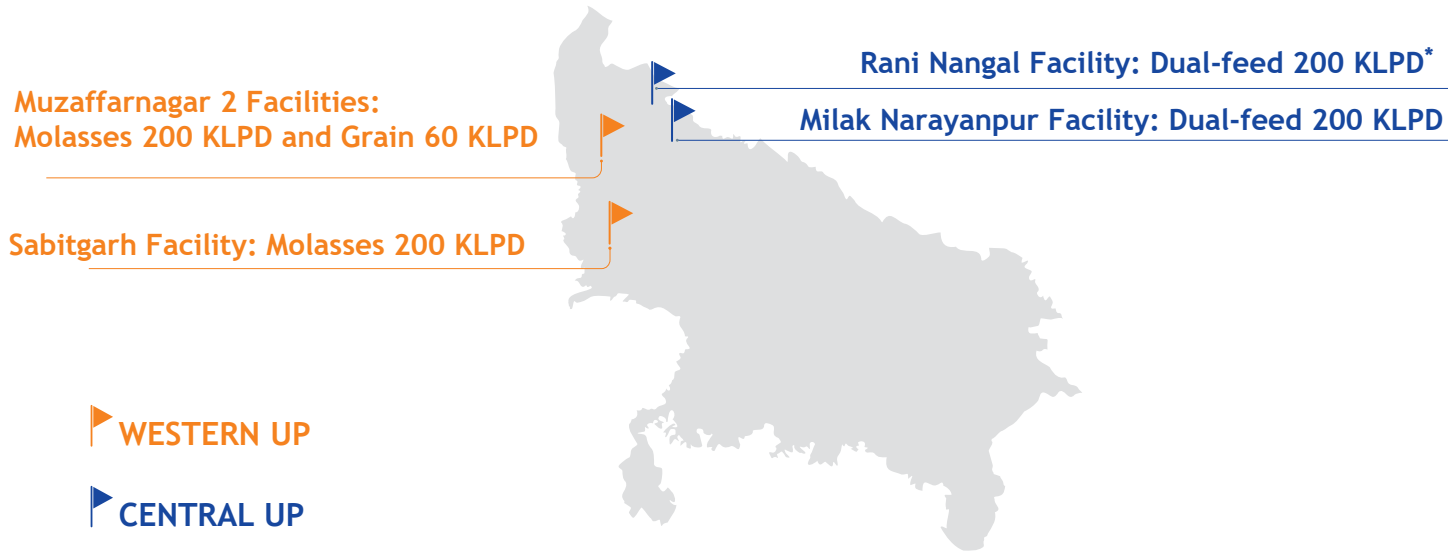 Rani Nangal Facility: Dual-feed 200 KLPD*
Muzaffarnagar 2 Facilities:
Molasses 200 KLPD and Grain 60 KLPD
Milak Narayanpur Facility: Dual-feed 200 KLPD
Sabitgarh Facility: Molasses 200 KLPD
WESTERN UP
CENTRAL UP